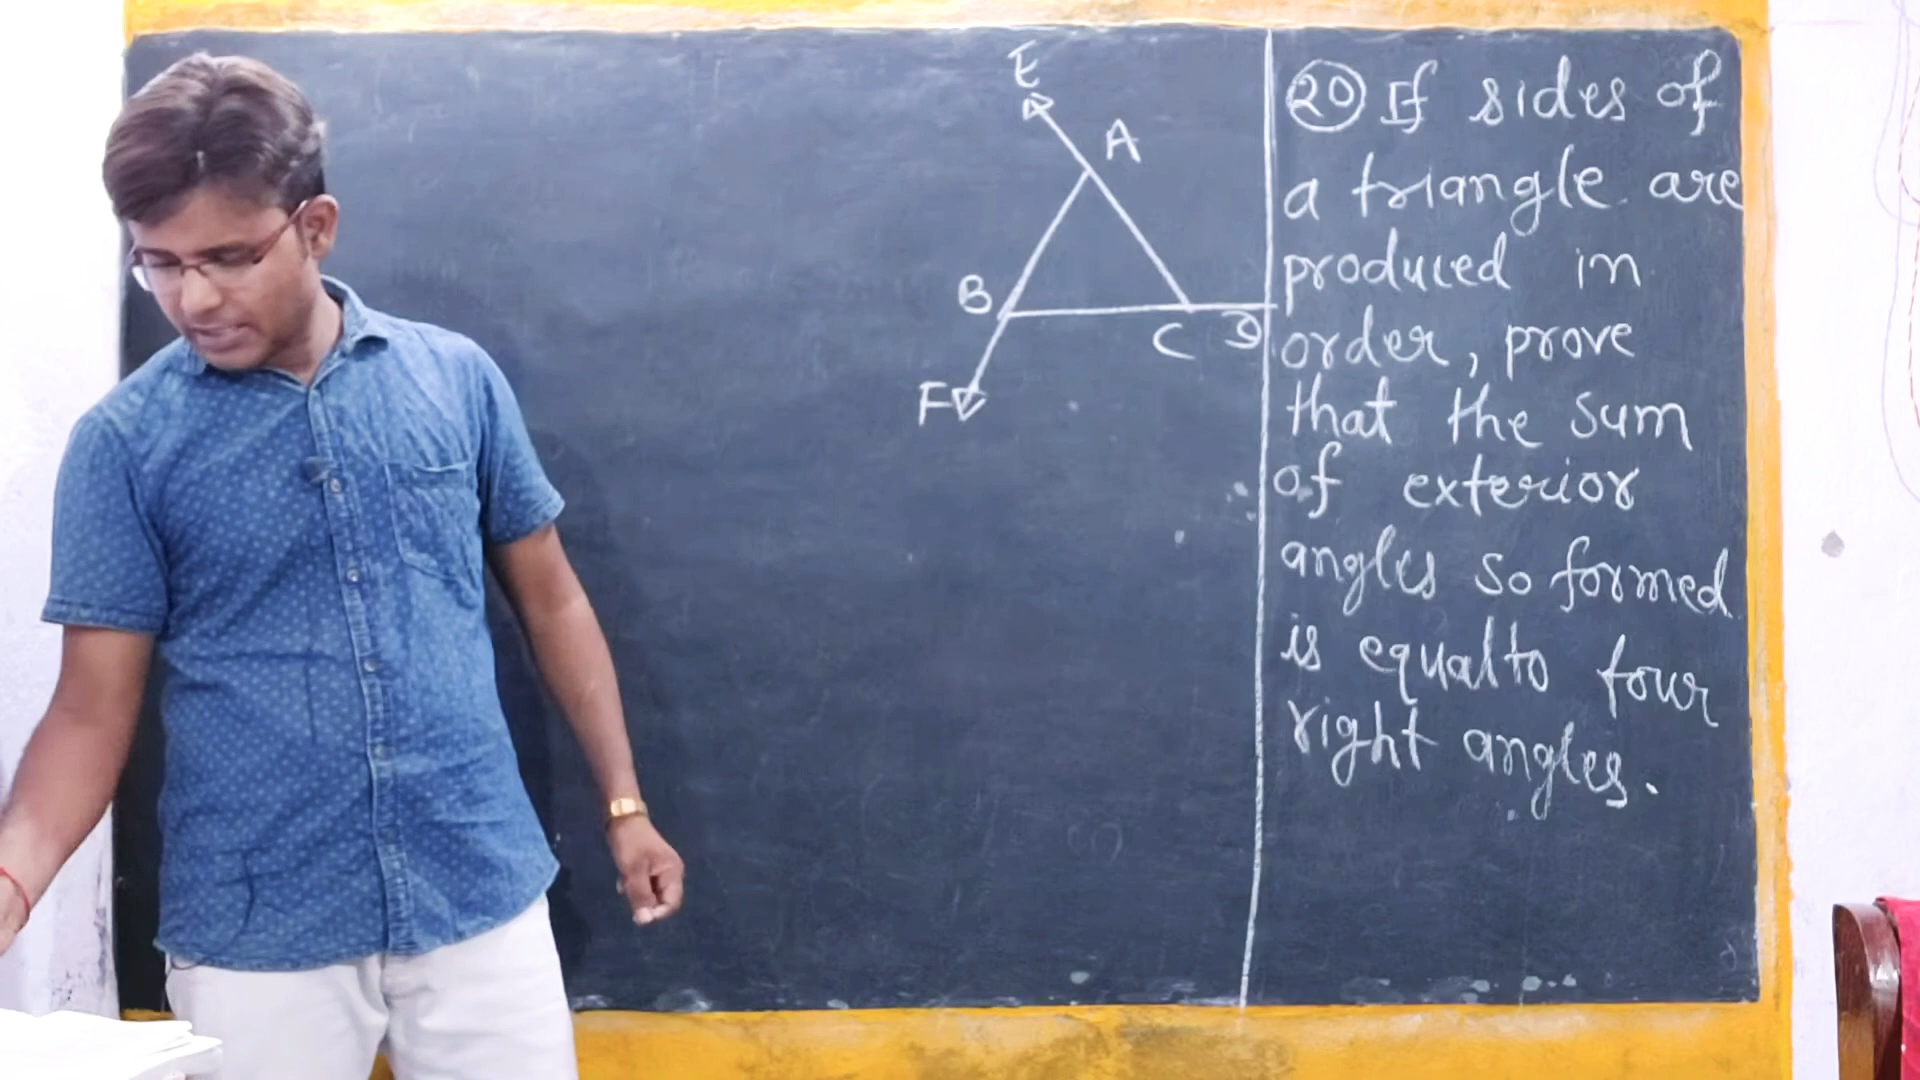 E
A
B
C D
F
(20) If sides of
a triangle are
produced in
order, prove
that the sum
of exterior
angles so formed
is equal to four
right angles.